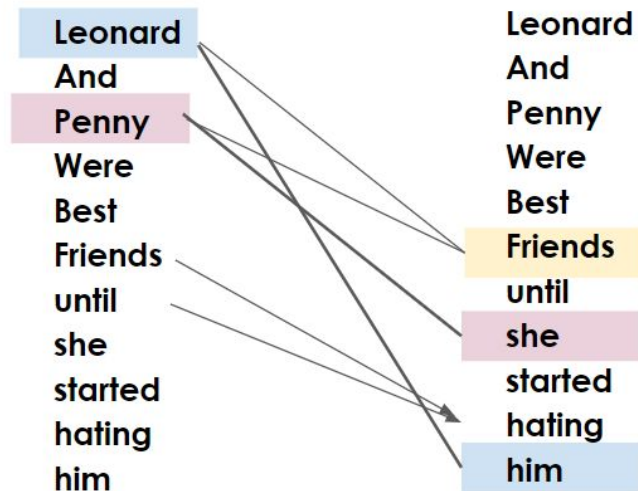 Leonard
And
Penny
Were
Best
Friends
until
she
started
hating
him
Leonard
And
Penny
Were
Best
Friends
until
she
started
hating
him